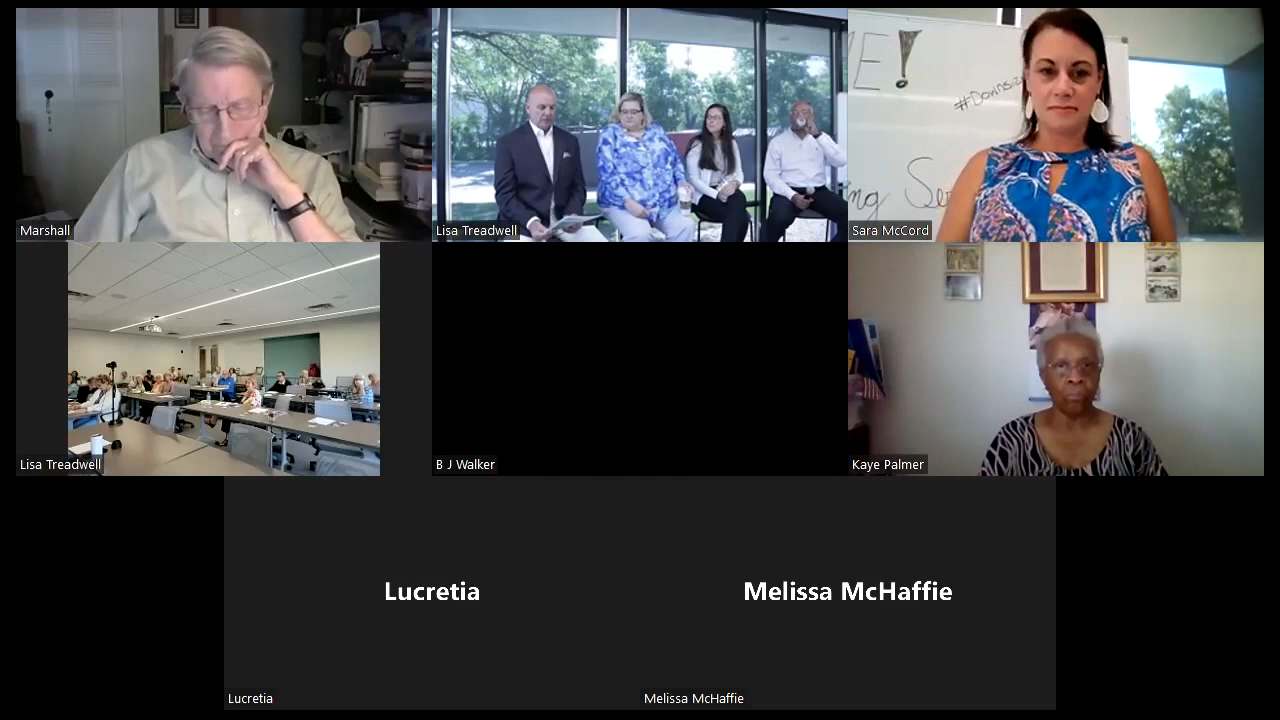 E!
Marshall
Lisa Treadwell
Sara McCord
Lisa Treadwell
B J Walker
Kaye Palmer
Lucretia
Melissa McHaffie
Lucretia
Melissa McHaffie